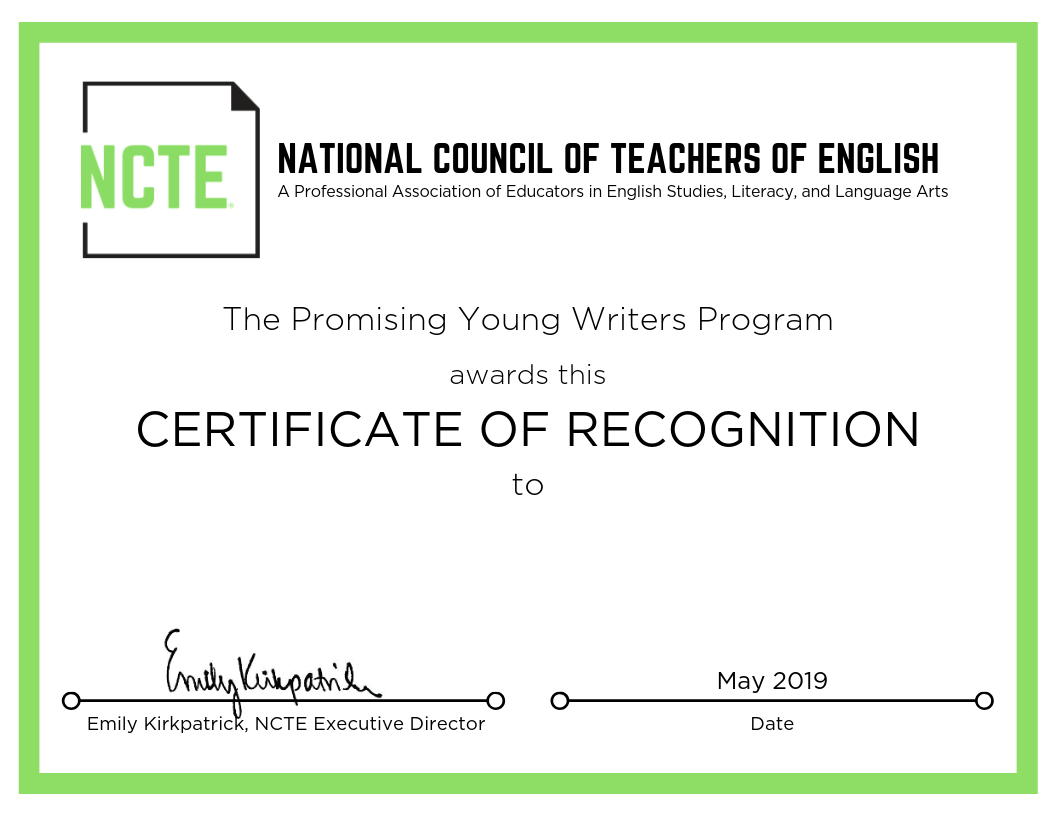 NCTE
NATIONAL COUNCIL OF TEACHERS OF ENGLISH
A Professional Association of Educators in English Studies, Literacy, and Language Arts
The Promising Young Writers Program
awards this
CERTIFICATE OF RECOGNITION
to
Emily Kirkpatrick
May 2019
Emily Kirkpatrick, NCTE Executive Director
Date